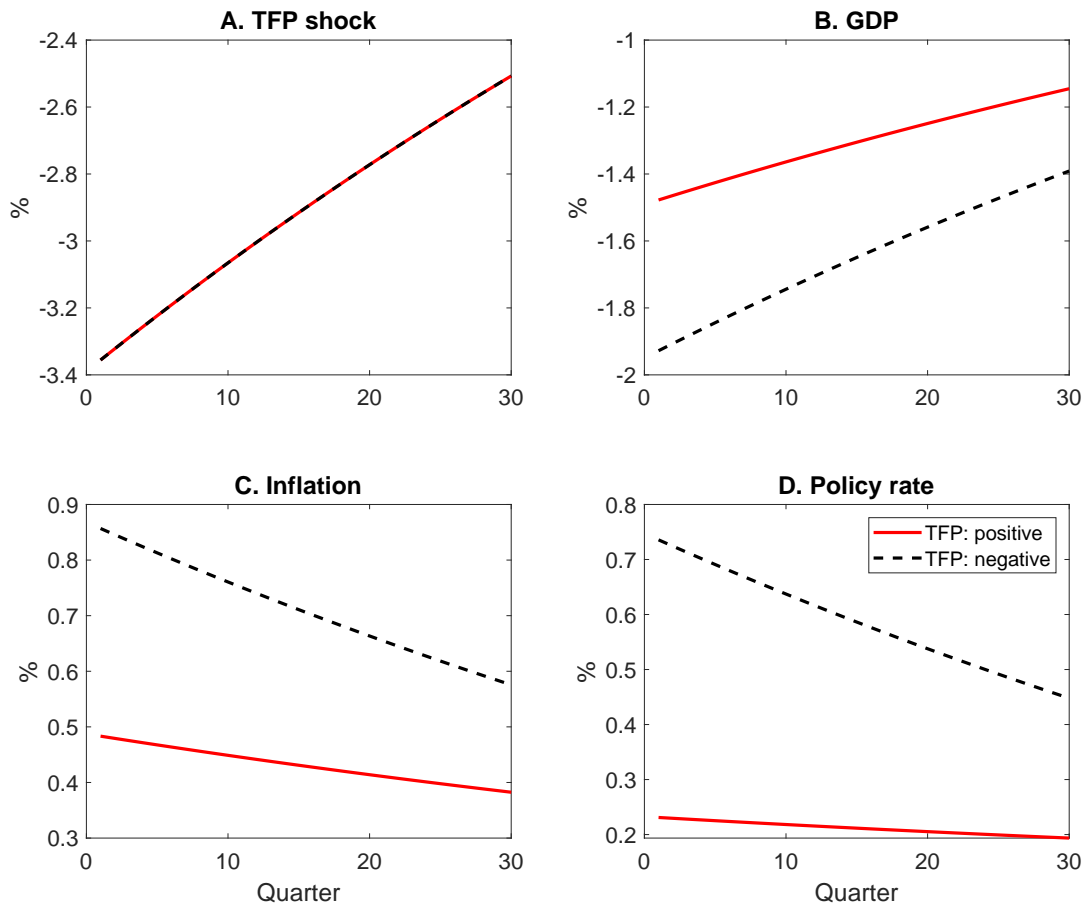 A. TFP shock
-2.4
-2.6
-2.8
-3
-3.2
-3.4
%
0 10 20 30
B. GDP
-1
-1.2
-1.4
-1.6
-1.8
-2
%
0 10 20 30
C. Inflation
0.9
0.8
0.7
0.6
0.5
0.4
0.3
%
0 10 20 30
Quarter
D. Policy rate
0.8
0.7
0.6
0.5
0.4
0.3
0.2
%
TFP: positive
TFP: negative
0 10 20 30
Quarter